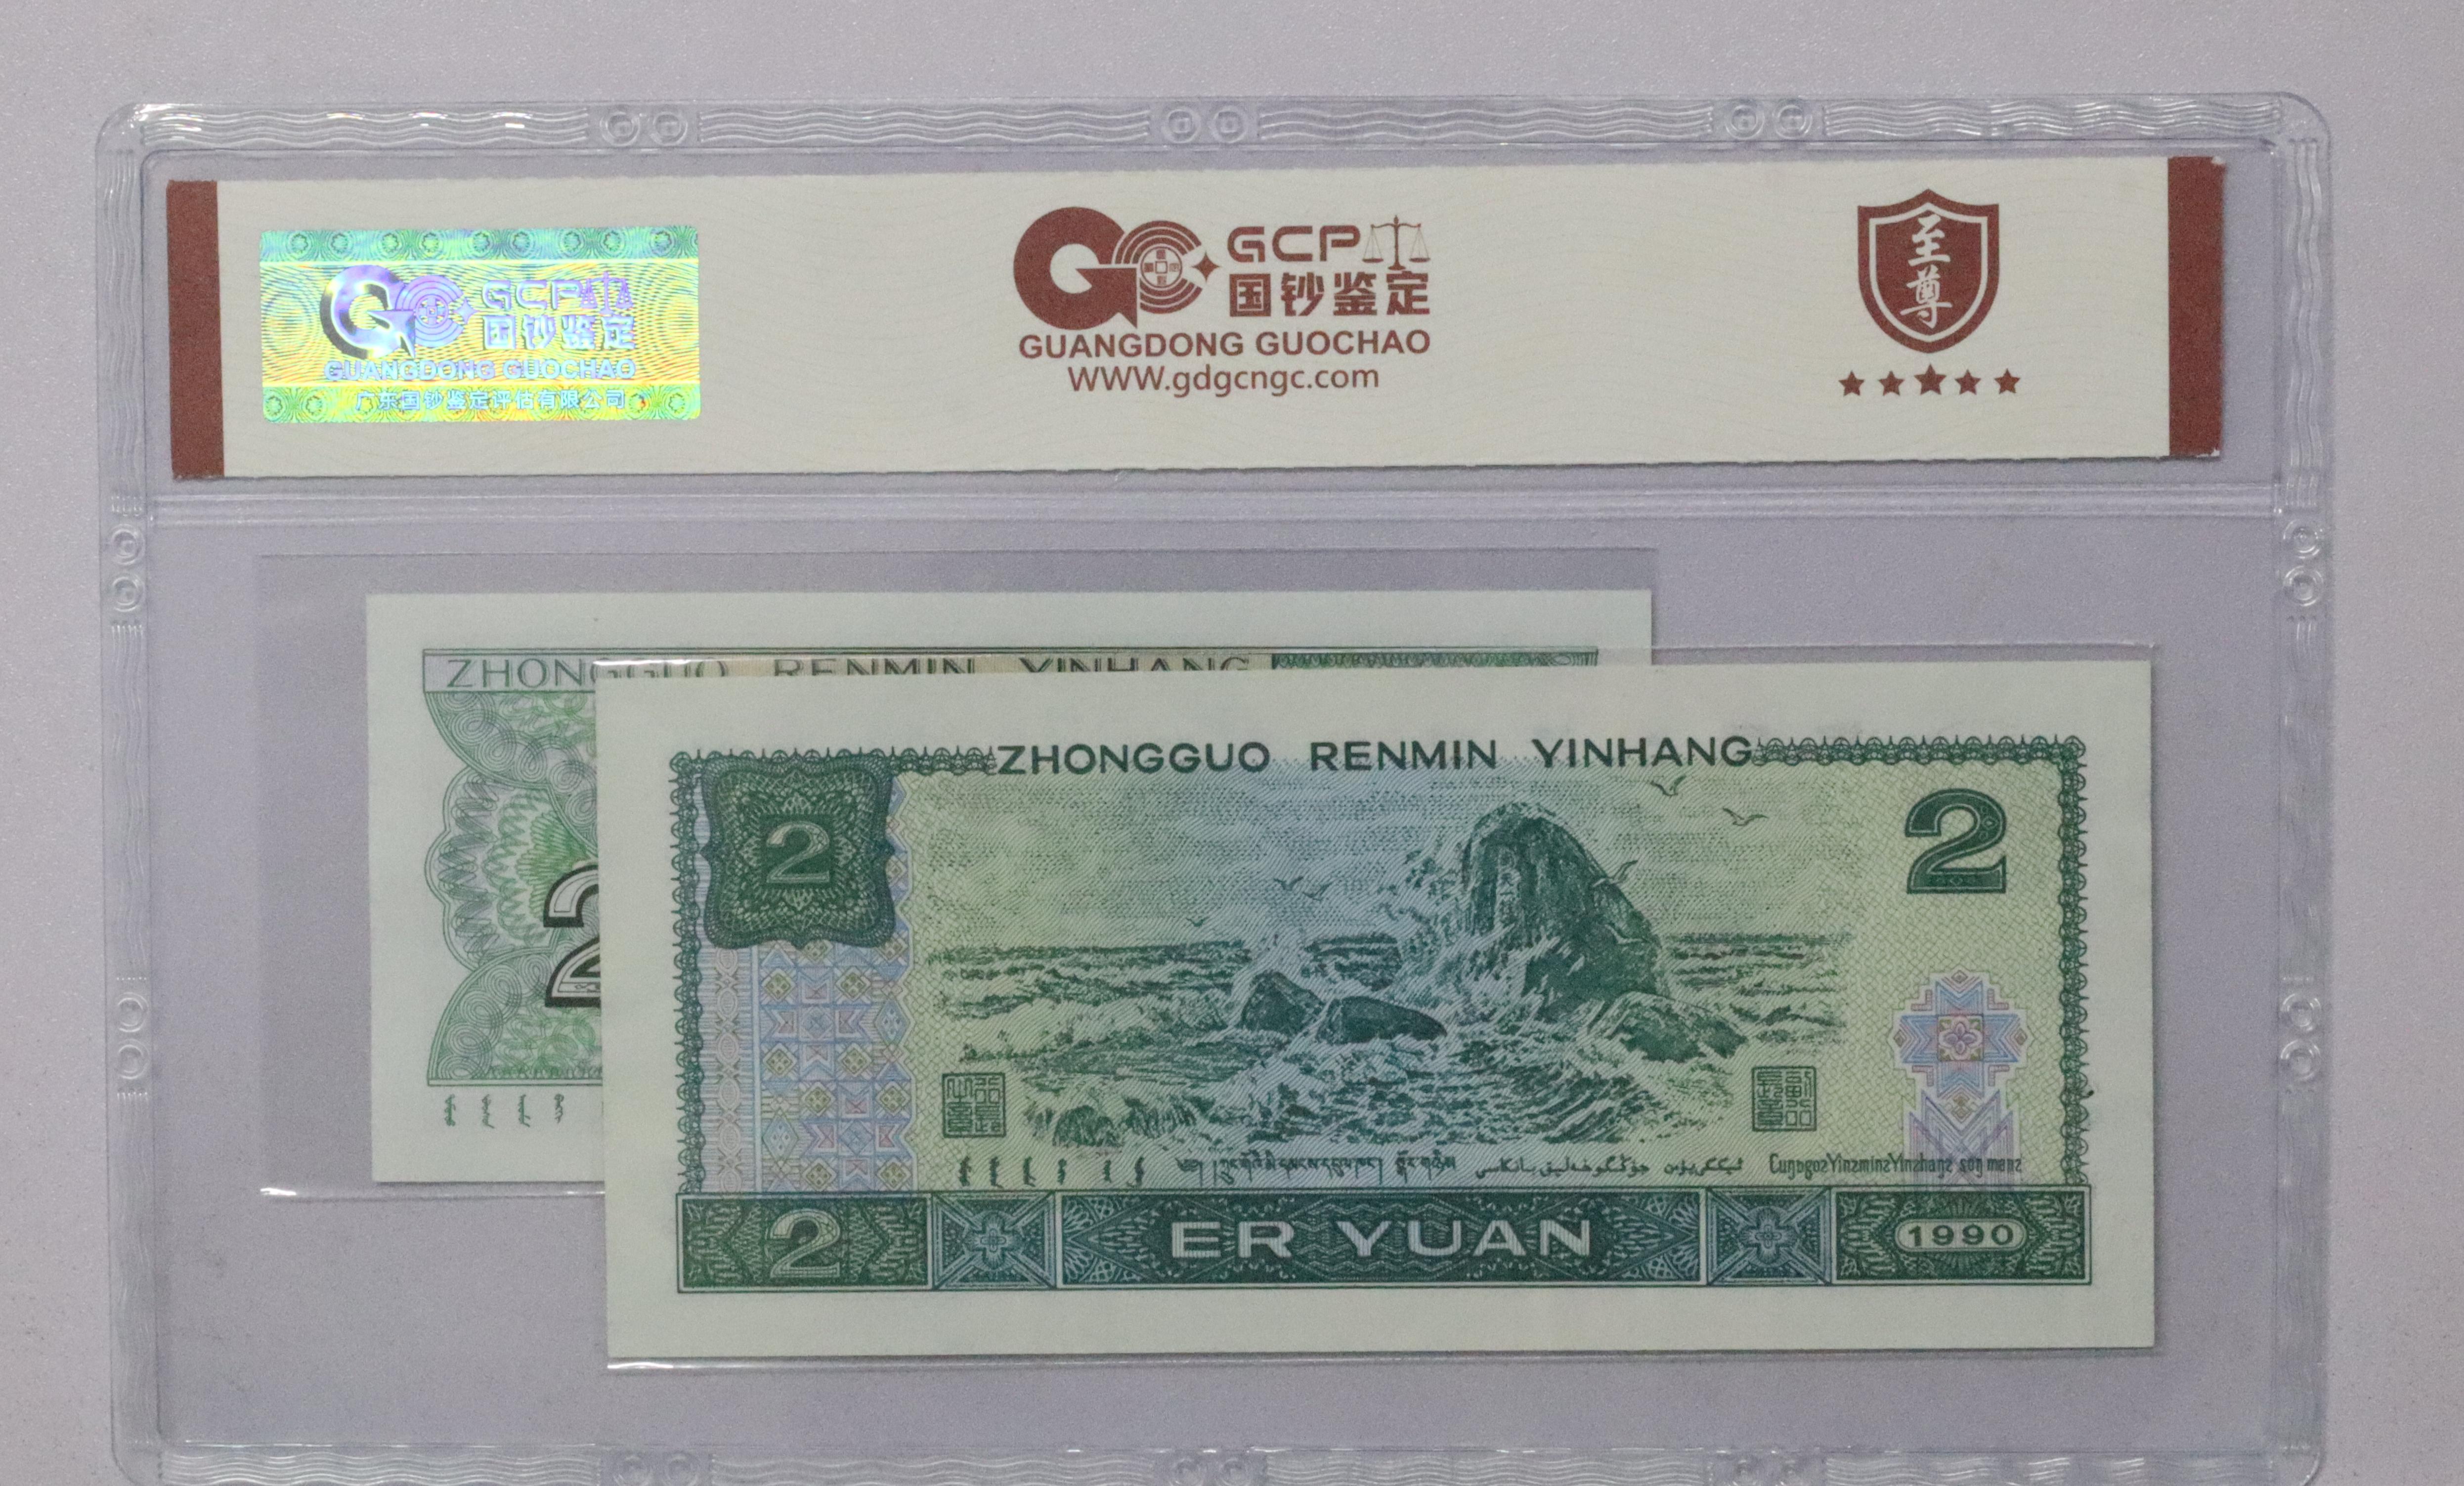 GCP
国钞鉴定
GUANGDONG GUOCHAO
广东国钞鉴定评估有限公司
GCP
国钞鉴定
GUANGDONG GUOCHAO
WWW.gdgcngc.com
至尊
ZHONGGUO RENMIN YINHANG
2
ZHONGGUO RENMIN YINHANG
2
2
2
ER YUAN
1990